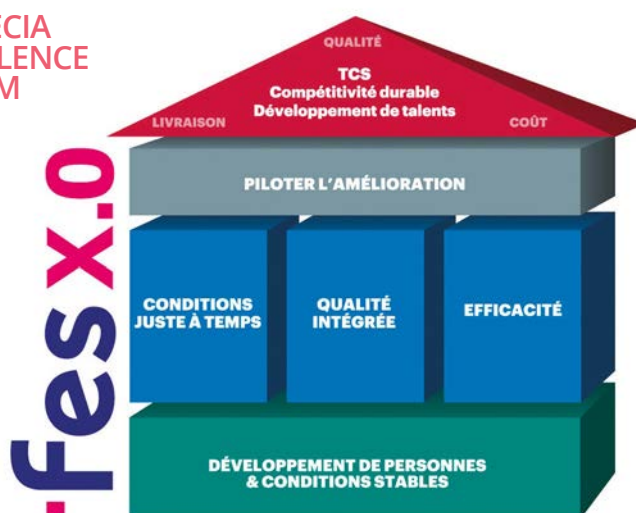 ECIA
LENCE
M
fes x.0
QUALITÉ
TCS
Compétitivité durable
Développement de talents
LIVRAISON
COÛT
PILOTER L'AMÉLIORATION
CONDITIONS
JUSTE À TEMPS
QUALITÉ
INTÉGRÉE
EFFICACITÉ
DÉVELOPPEMENT DE PERSONNES
& CONDITIONS STABLES